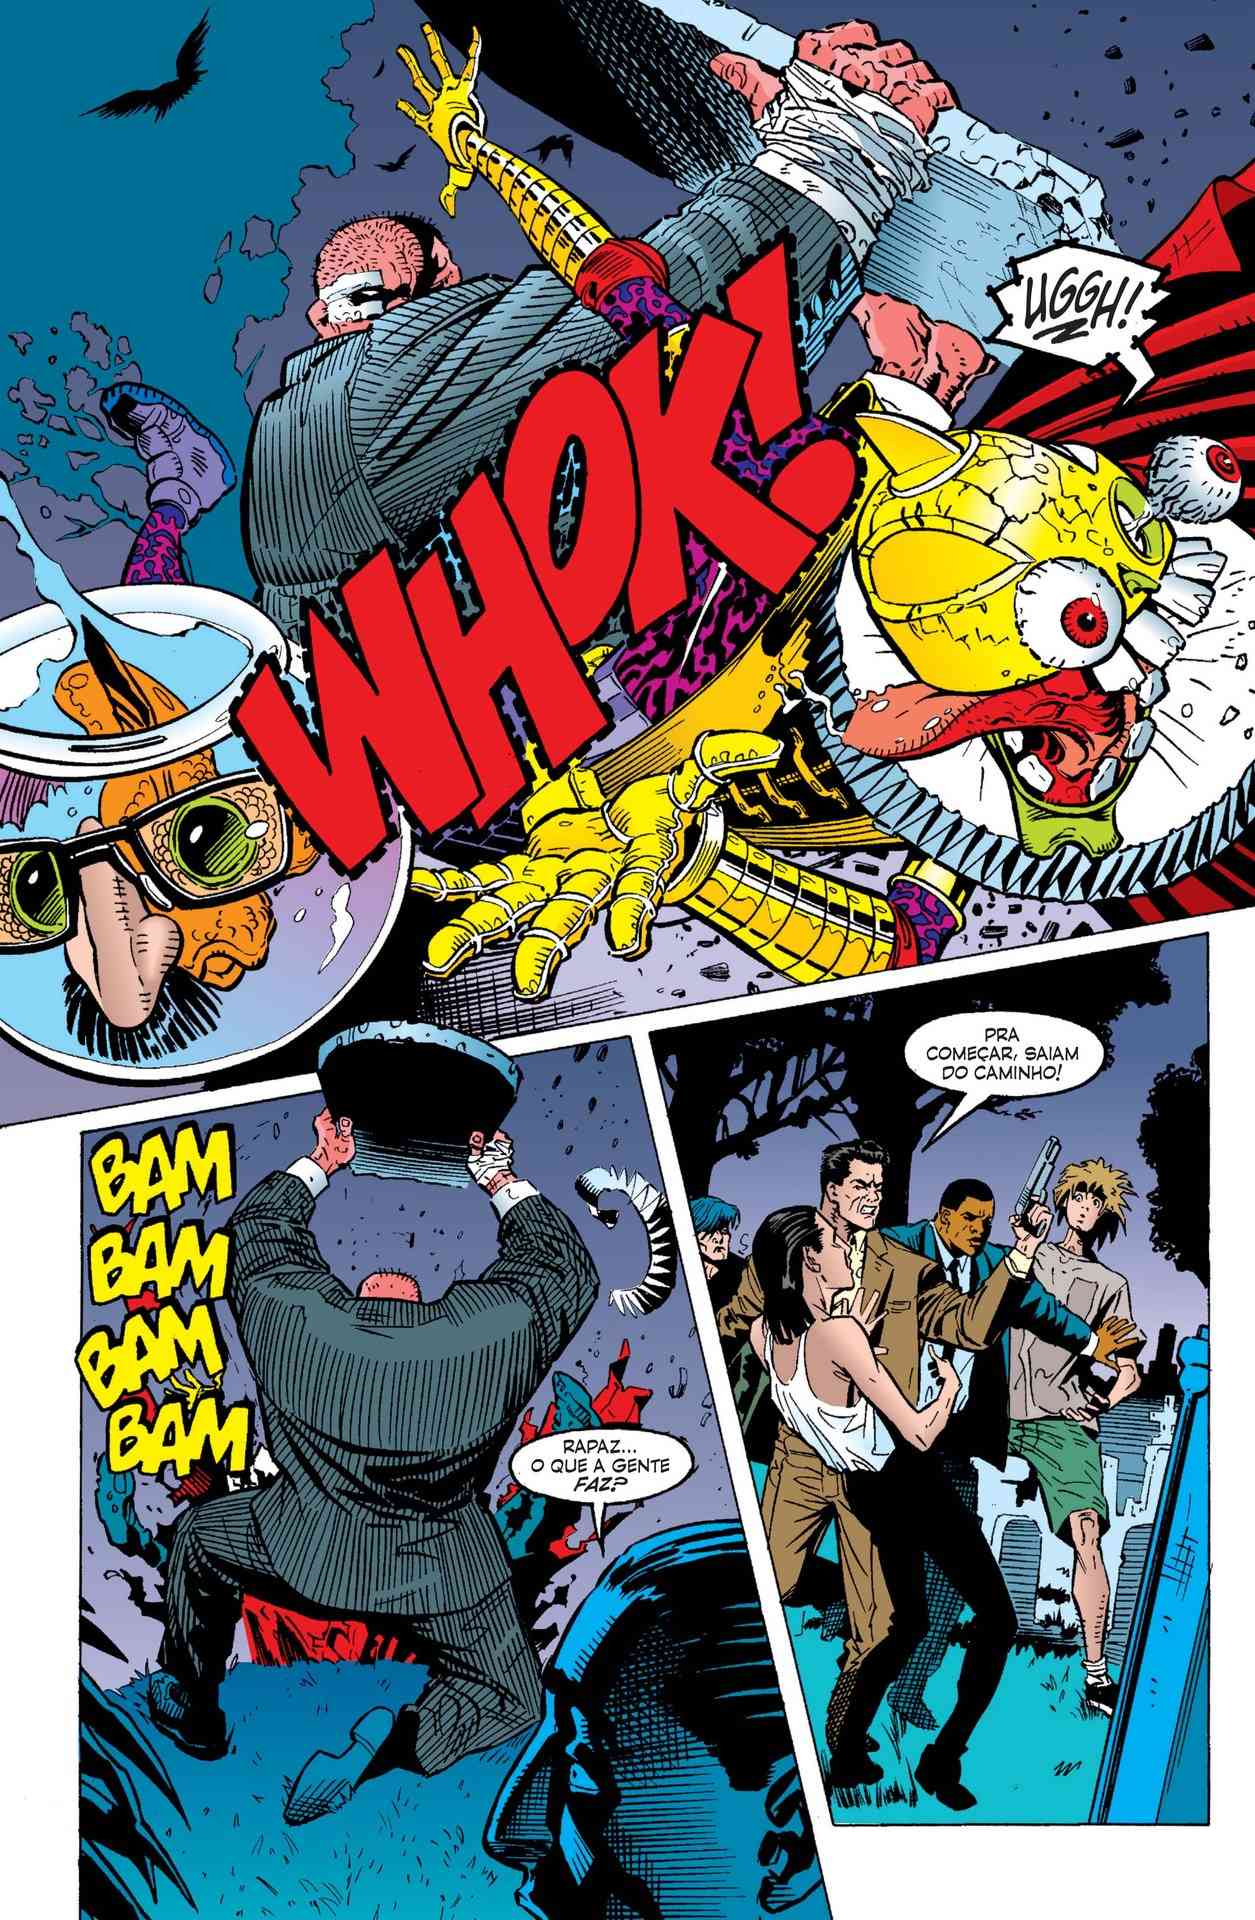 UGGH!
WHOK!
BAM
BAM
BAM
BAM
RAPAZ...
O QUE A GENTE
FAZ?
PRA
COMEÇAR, SAIAM
DO CAMINHO!